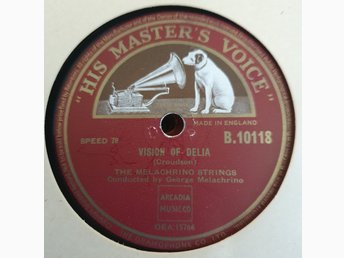 "HIS MASTER'S VOICE"
MADE IN ENGLAND
SPEED 78
B.10118
VISION OF DELIA
(Croudson)
THE MELACHRINO STRINGS
Conducted by George Melachrino
ARCADIA
MUSIC CO
OEA 15766